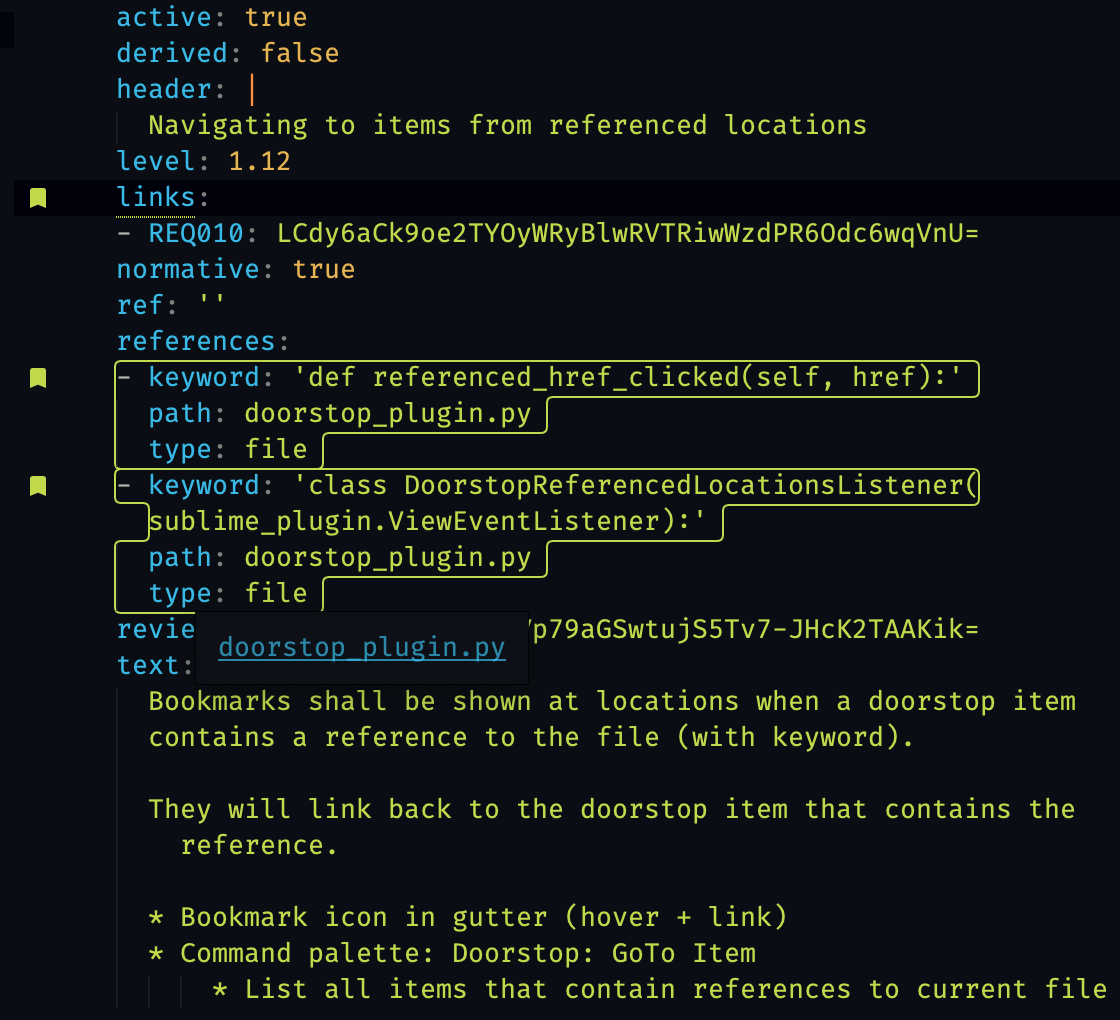 active: true
derived: false
header: |
Navigating to items from referenced locations
level: 1.12
links:
- REQ010: LCdy6aCk9oe2TYOyWRyBlwRVTRiwWzdPR6Odc6wqVnU=
normative: true
ref: ''
references:
- keyword: 'def referenced_href_clicked(self, href):'
path: doorstop_plugin.py
type: file
- keyword: 'class DoorstopReferencedLocationsListener(
sublime_plugin.ViewEventListener):'
path: doorstop_plugin.py
type: file
revie /p79aGSwtujS5Tv7-JHcK2TAAKik=
doorstop_plugin.py
text:
Bookmarks shall be shown at locations when a doorstop item
contains a reference to the file (with keyword).
They will link back to the doorstop item that contains the
reference.
* Bookmark icon in gutter (hover + link)
* Command palette: Doorstop: GoTo Item
* List all items that contain references to current file